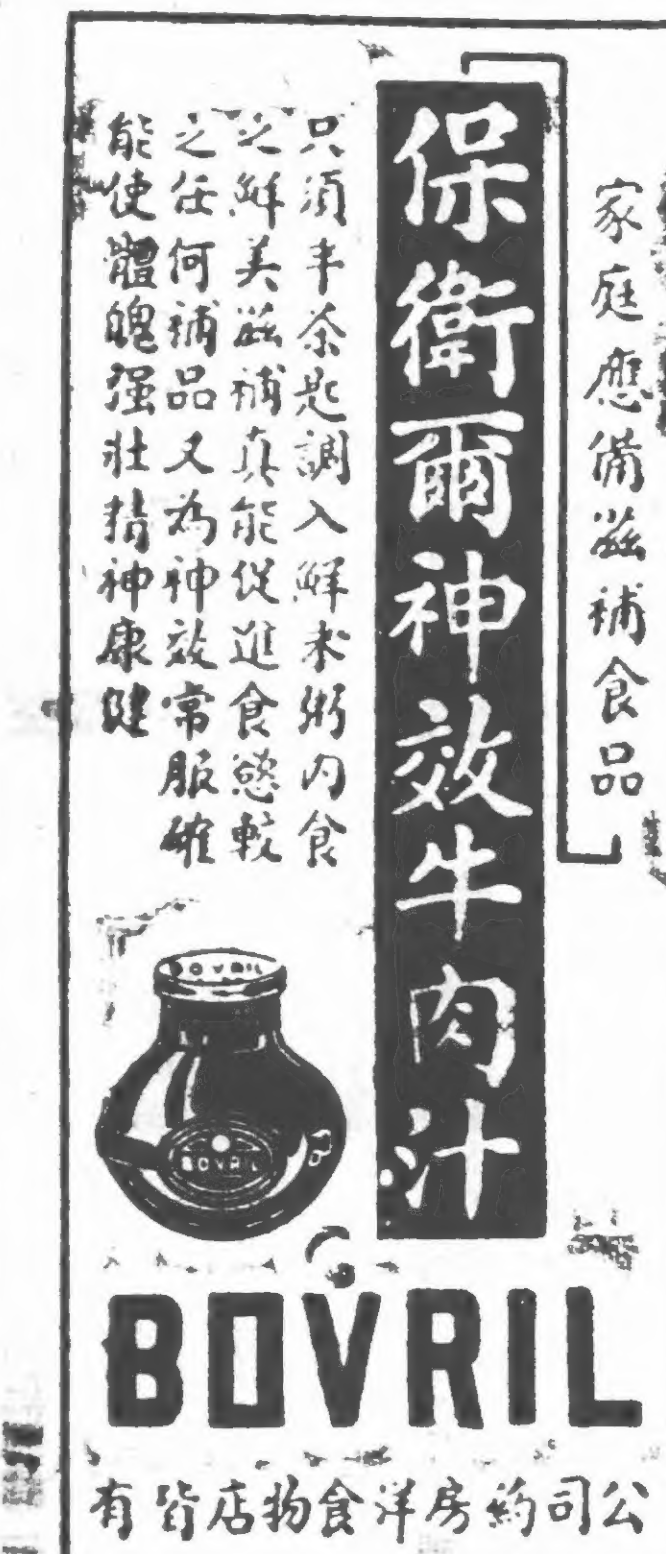 家庭應備滋補食品
保衛爾神效牛肉汁
只須半茶匙調入鮮米粥内食
之鮮美滋補真能促進食慾較
之任何補品又為神效常服確
能使體魄强壯精神康健
BOVRIL
BOVRIL
BOVRIL
公司葯房洋食物店皆有